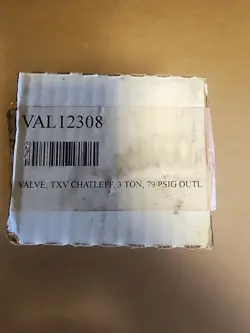 VAL12308
VALVE, TXV CHATLEFF, 3 TON, 79 PSIG OUTL